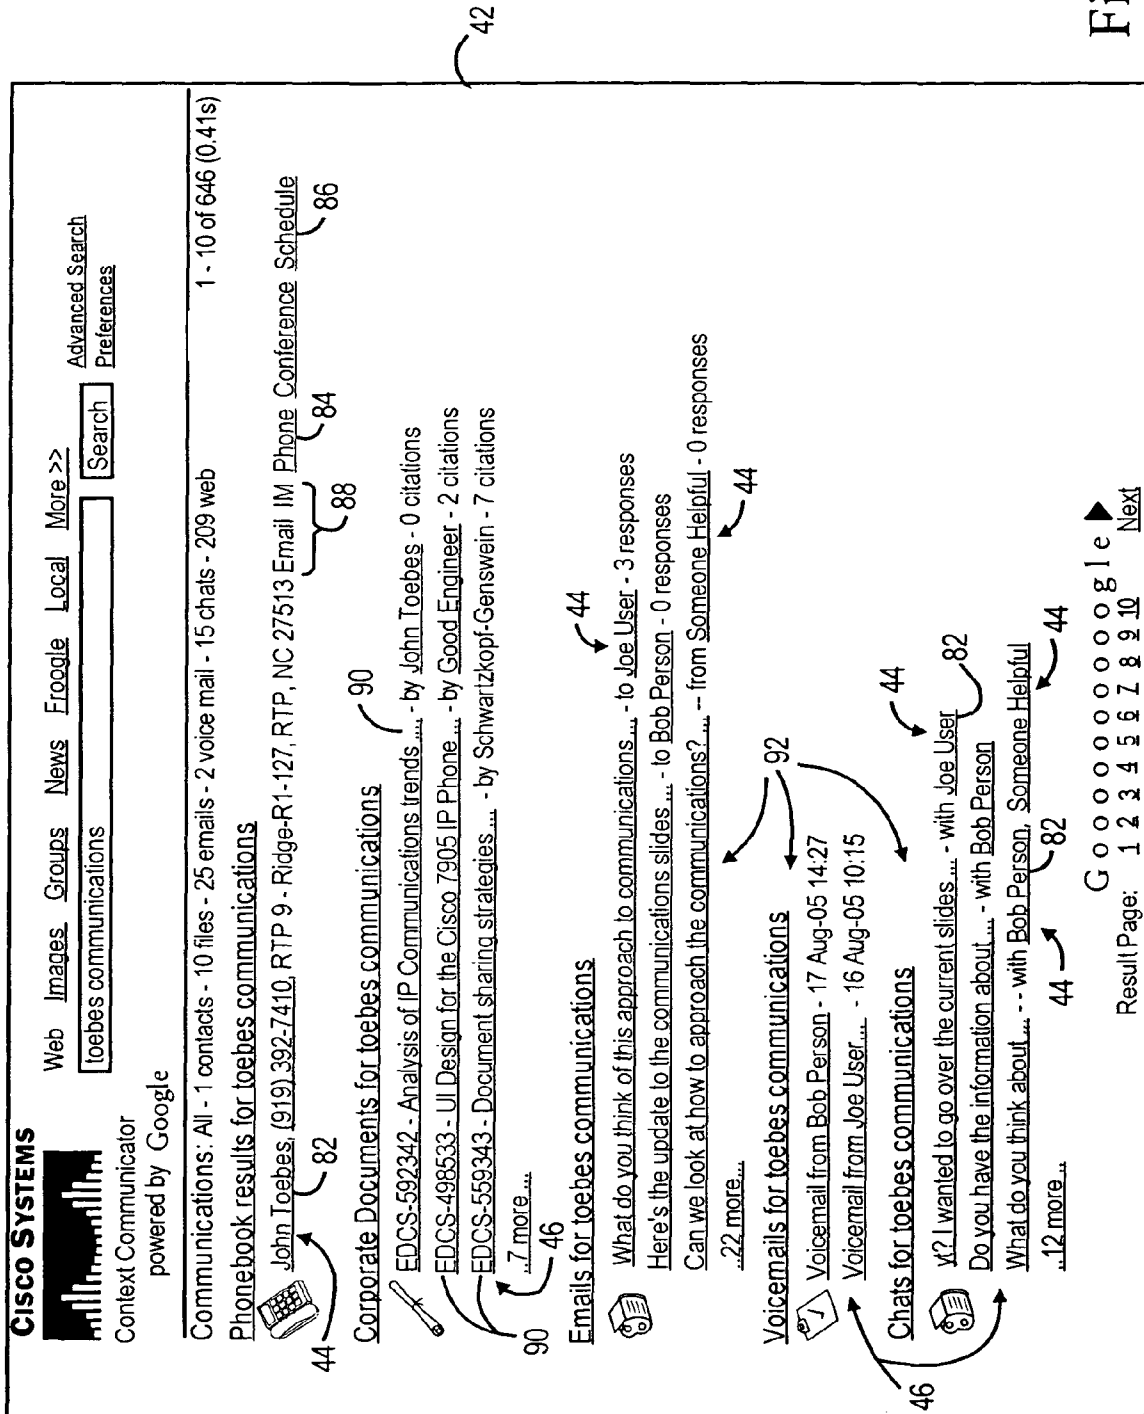 CISCO SYSTEMS
Context Communicator
powered by Google
Web Images Groups News Froogle Local More >>
toebes communications Search
Advanced Search
Preferences
Communications: All - 1 contacts - 10 files - 25 emails - 2 voice mail - 15 chats - 209 web 1 - 10 of 646 (0.41s)
42
Phonebook results for toebes communications
John Toebes, (919) 392-7410, RTP 9 - Ridge-R1-127, RTP, NC 27513 Email IM Phone Conference Schedule
44
82
88
84
86
Corporate Documents for toebes communications
90
EDCS-592342 - Analysis of IP Communications trends ... - by John Toebes - 0 citations
EDCS-498533 - UI Design for the Cisco 7905 IP Phone ... - by Good Engineer - 2 citations
EDCS-559343 - Document sharing strategies ... - by Schwartzkopf-Genswein - 7 citations
..7 more ...
90
46
Emails for toebes communications
44
What do you think of this approach to communications ... - to Joe User - 3 responses
Here's the update to the communications slides ... - to Bob Person - 0 responses
Can we look at how to approach the communications? ... -- from Someone Helpful - 0 responses
..22 more...
44
92
Voicemails for toebes communications
Voicemail from Bob Person - 17 Aug-05 14:27
Voicemail from Joe User... - 16 Aug-05 10:15
Chats for toebes communications
44
yt? I wanted to go over the current slides ... - with Joe User
82
Do you have the information about ... - with Bob Person
What do you think about ... - - with Bob Person, Someone Helpful
..12 more..
46
44
82
44
Goooooooooogle
Result Page: 1 2 3 4 5 6 7 8 9 10 Next